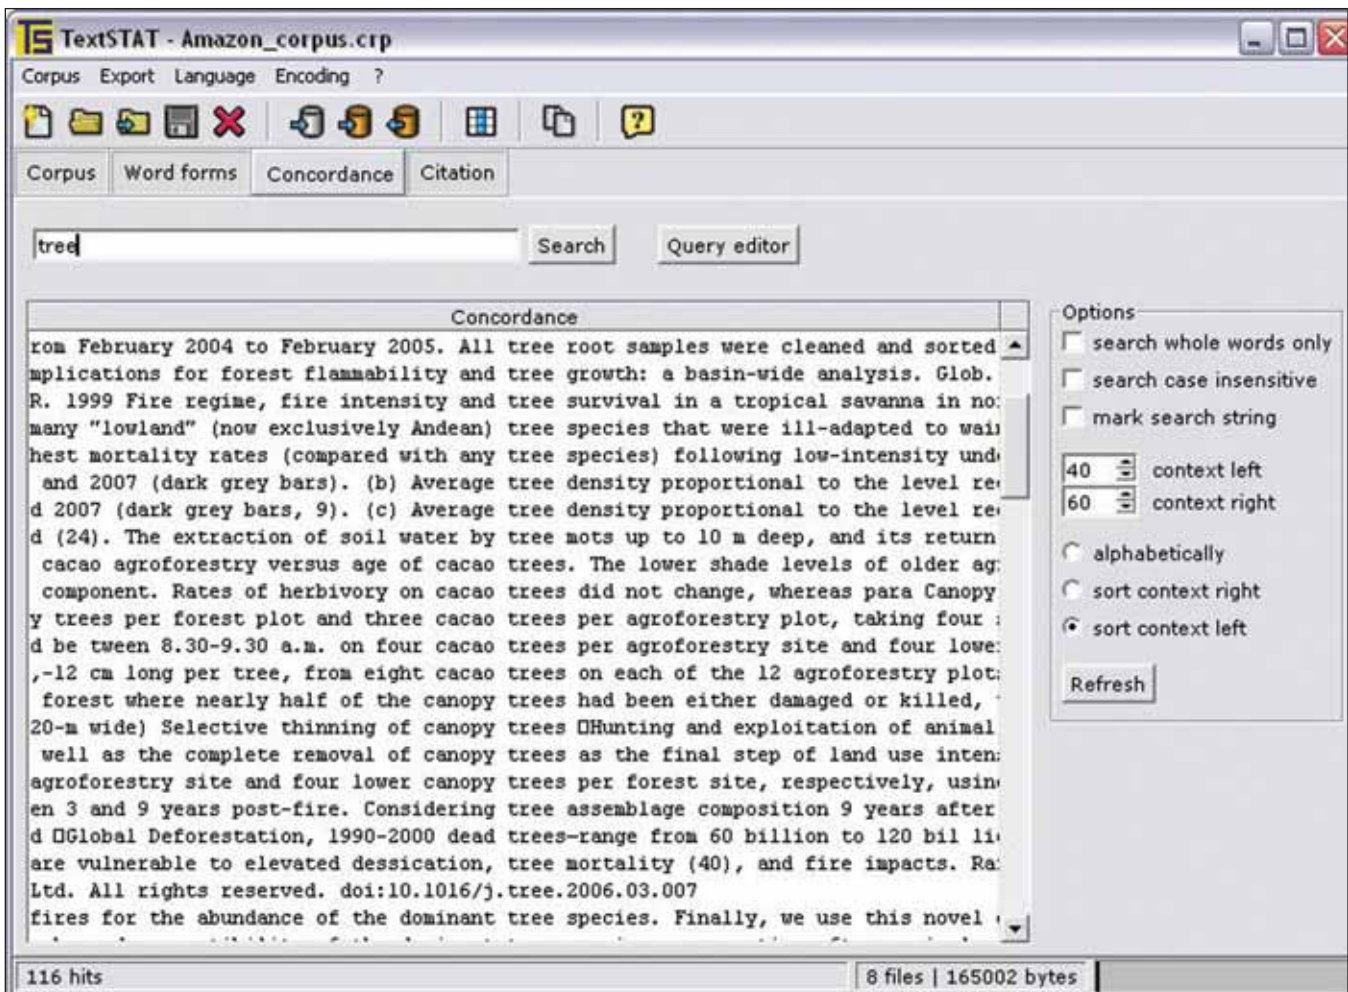 TextSTAT - Amazon_corpus.crp
Corpus Export Language Encoding ?
Corpus Word forms Concordance Citation
tree Search Query editor
Concordance
rom February 2004 to February 2005. All tree root samples were cleaned and sorted
mplications for forest flammability and tree growth: a basin-wide analysis. Glob.
R. 1999 Fire regime, fire intensity and tree survival in a tropical savanna in no
many "lowland" (now exclusively Andean) tree species that were ill-adapted to wai
hest mortality rates (compared with any tree species) following low-intensity und
and 2007 (dark grey bars). (b) Average tree density proportional to the level re
d 2007 (dark grey bars, 9). (c) Average tree density proportional to the level re
d (24). The extraction of soil water by tree mots up to 10 m deep, and its return
cacao agroforestry versus age of cacao trees. The lower shade levels of older ag
component. Rates of herbivory on cacao trees did not change, whereas para Canopy
y trees per forest plot and three cacao trees per agroforestry plot, taking four
d be tween 8.30-9.30 a.m. on four cacao trees per agroforestry site and four lowe
,-12 cm long per tree, from eight cacao trees on each of the 12 agroforestry plot
forest where nearly half of the canopy trees had been either damaged or killed,
20-m wide) Selective thinning of canopy trees □Hunting and exploitation of animal
well as the complete removal of canopy trees as the final step of land use inten
agroforestry site and four lower canopy trees per forest site, respectively, usin
en 3 and 9 years post-fire. Considering tree assemblage composition 9 years after
d □Global Deforestation, 1990-2000 dead trees-range from 60 billion to 120 bil li
are vulnerable to elevated dessication, tree mortality (40), and fire impacts. Ra
Ltd. All rights reserved. doi:10.1016/j.tree.2006.03.007
fires for the abundance of the dominant tree species. Finally, we use this novel
Options
search whole words only
search case insensitive
mark search string
40 context left
60 context right
alphabetically
sort context right
sort context left
Refresh
116 hits 8 files | 165002 bytes